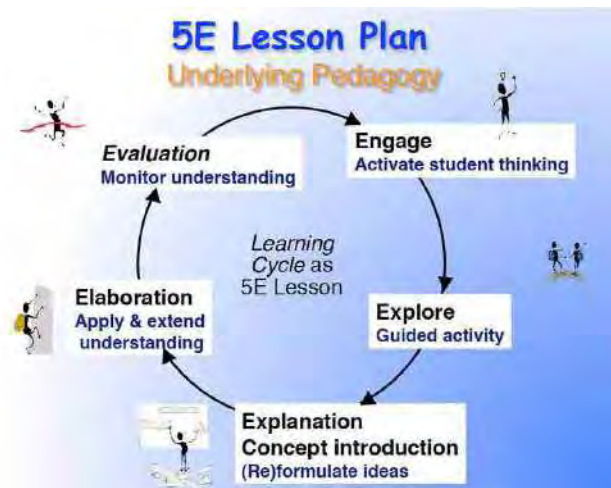 5E Lesson Plan
Underlying Pedagogy
Engage
Activate student thinking
Explore
Guided activity
Explanation
Concept introduction
(Re)formulate ideas
Elaboration
Apply & extend
understanding
Evaluation
Monitor understanding
Learning
Cycle as
5E Lesson